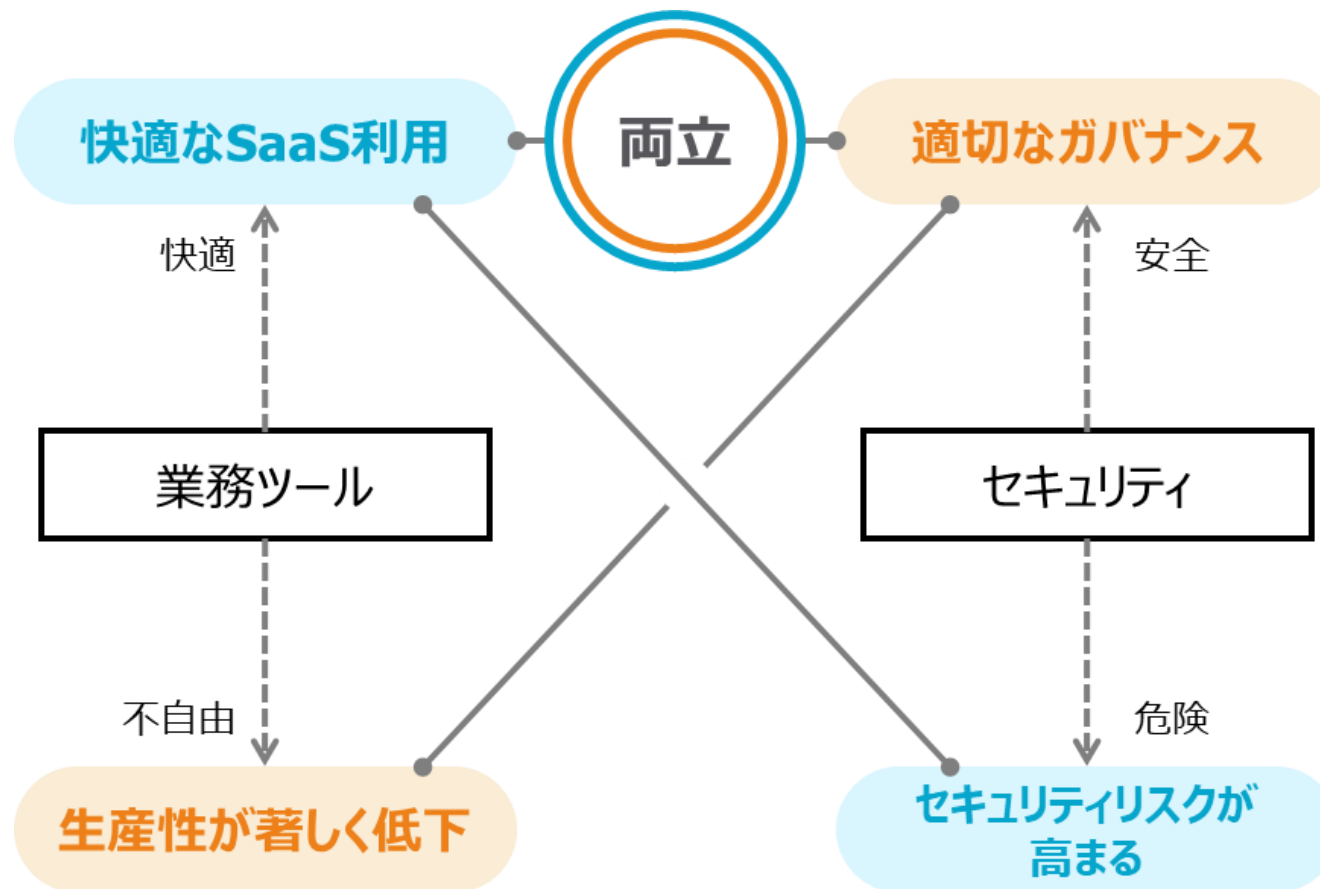 快適なSaaS利用
両立
適切なガバナンス
快適
安全
業務ツール
セキュリティ
不自由
危険
生産性が著しく低下
セキュリティリスクが
高まる